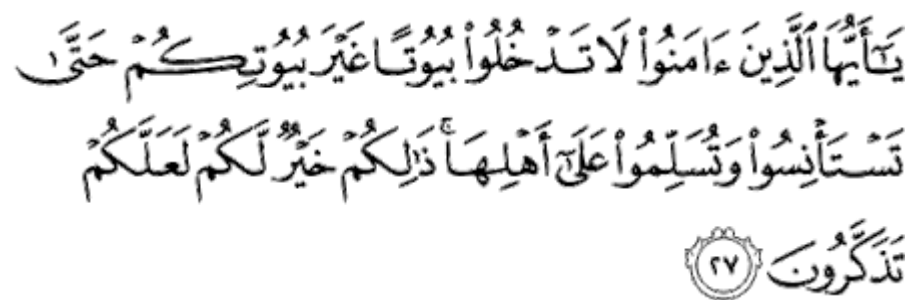 يَـٰٓأَيُّهَا ٱلَّذِينَ ءَامَنُوا۟ لَا تَدْخُلُوا۟ بُيُوتًا غَيْرَ بُيُوتِكُمْ حَتَّىٰ
تَسْتَأْنِسُوا۟ وَتُسَلِّمُوا۟ عَلَىٰٓ أَهْلِهَا ۚ ذَٰلِكُمْ خَيْرٌ لَّكُمْ لَعَلَّكُمْ
تَذَكَّرُونَ ٢٧